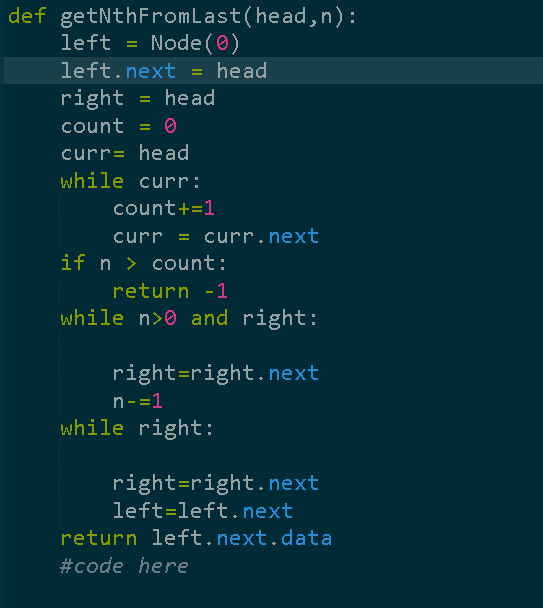 def getNthFromLast(head,n):
    left = Node(0)
    left.next = head
    right = head
    count = 0
    curr= head
    while curr:
        count+=1
        curr = curr.next
    if n > count:
        return -1
    while n>0 and right:
        right=right.next
        n-=1
    while right:
        right=right.next
        left=left.next
    return left.next.data
    #code here